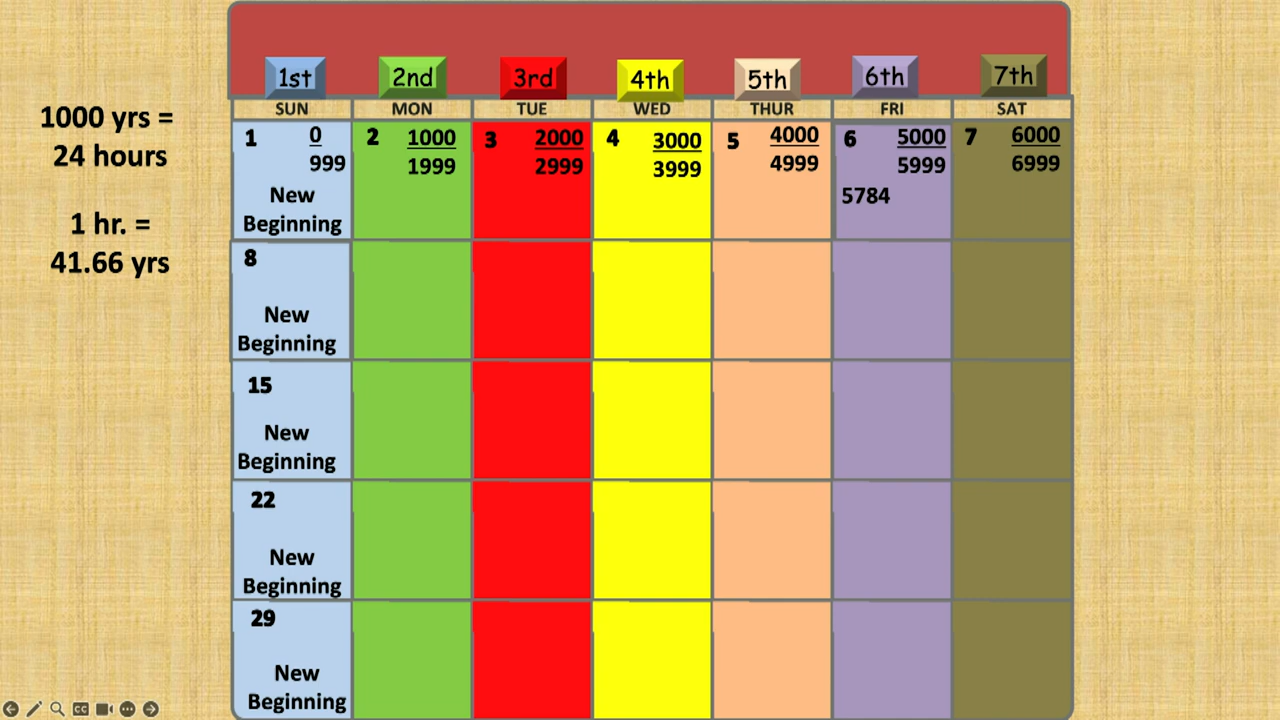 1st 2nd 3rd 4th 5th 6th 7th
SUN MON TUE WED THUR FRI SAT
1000 yrs =
24 hours
1 hr. =
41.66 yrs
1 0
999
New
Beginning
2 1000
1999
3 2000
2999
4 3000
3999
5 4000
4999
6 5000
5999
5784
7 6000
6999
8
New
Beginning
15
New
Beginning
22
New
Beginning
29
New
Beginning
CC